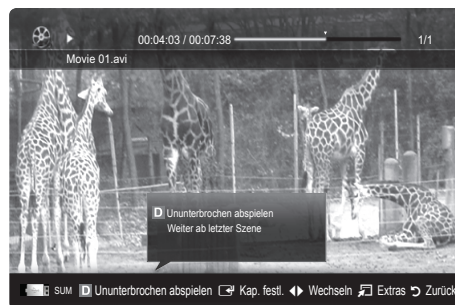 00:04:03 / 00:07:38 1/1
Movie 01.avi
D Ununterbrochen abspielen
Weiter ab letzter Szene
SUM D Ununterbrochen abspielen Kap. festl. Wechseln Extras Zurück